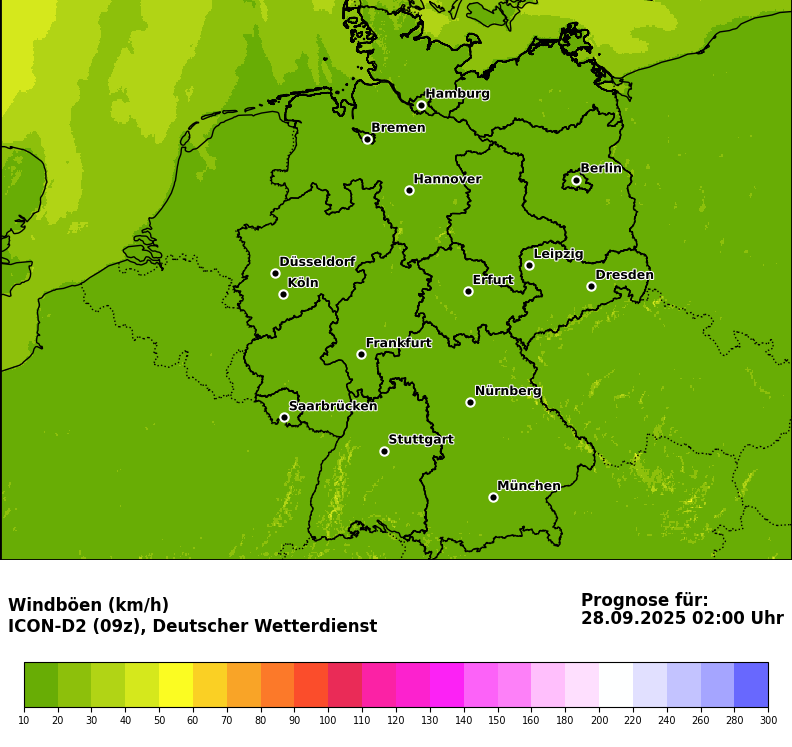 Hamburg
Bremen
Berlin
Hannover
Leipzig
Düsseldorf
Dresden
Köln
Erfurt
Frankfurt
Nürnberg
Saarbrücken
Stuttgart
München
Windböen (km/h)
ICON-D2 (09z), Deutscher Wetterdienst
Prognose für:
28.09.2025 02:00 Uhr
10 20 30 40 50 60 70 80 90 100 110 120 130 140 150 160 180 200 220 240 260 280 300